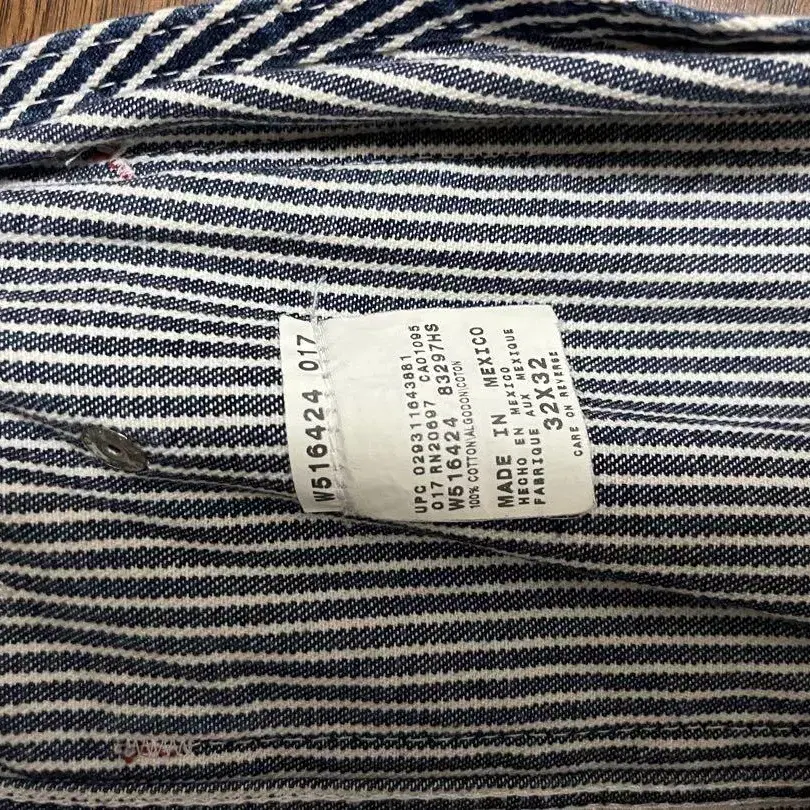 W516424 017
UPC 029311643881
017 RN20697 CA01095
W516424 83297HS
100% COTTON\ALGODON\COTON
MADE IN MEXICO
HECHO EN MEXICO
FABRIQUE AUX MEXIQUE
32X32
CARE ON REVERSE